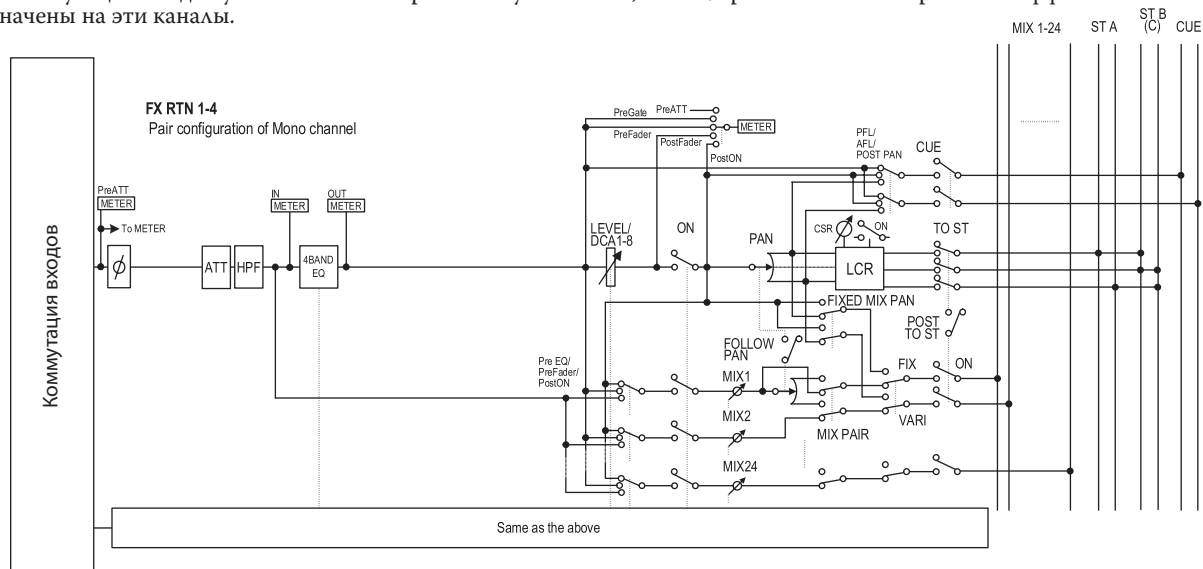 значены на эти каналы.
MIX 1-24
ST A
ST B
(C)
CUE
Коммутация входов
FX RTN 1-4
Pair configuration of Mono channel
PreATT
METER
To METER
ATT
HPF
IN
METER
4BAND
EQ
OUT
METER
PreGate
PreATT
PreFader
PostFader
METER
PostON
LEVEL/
DCA1-8
ON
PAN
PFL/
AFL/
POST PAN
CUE
CSR
ON
LCR
TO ST
FIXED MIX PAN
POST
TO ST
FOLLOW
PAN
Pre EQ/
PreFader/
PostON
MIX1
MIX2
MIX24
FIX
ON
VARI
MIX PAIR
Same as the above